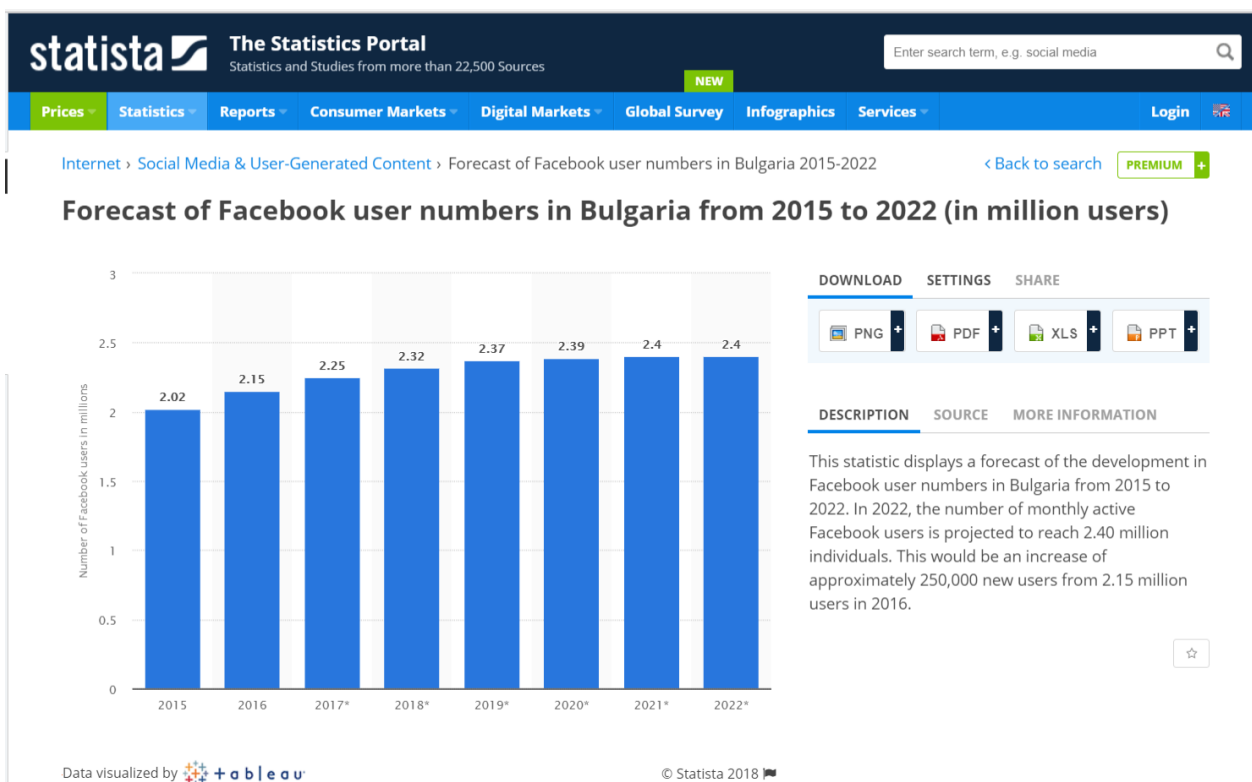 statista
The Statistics Portal
Statistics and Studies from more than 22,500 Sources
Enter search term, e.g. social media
NEW
Prices Statistics Reports Consumer Markets Digital Markets Global Survey Infographics Services Login
Internet › Social Media & User-Generated Content › Forecast of Facebook user numbers in Bulgaria 2015-2022
‹ Back to search
PREMIUM +
Forecast of Facebook user numbers in Bulgaria from 2015 to 2022 (in million users)
Number of Facebook users in millions
3
2.5
2
1.5
1
0.5
0
2.02
2.15
2.25
2.32
2.37
2.39
2.4
2.4
2015 2016 2017* 2018* 2019* 2020* 2021* 2022*
Data visualized by +ableau
© Statista 2018
DOWNLOAD SETTINGS SHARE
PNG + PDF + XLS + PPT +
DESCRIPTION SOURCE MORE INFORMATION
This statistic displays a forecast of the development in
Facebook user numbers in Bulgaria from 2015 to
2022. In 2022, the number of monthly active
Facebook users is projected to reach 2.40 million
individuals. This would be an increase of
approximately 250,000 new users from 2.15 million
users in 2016.